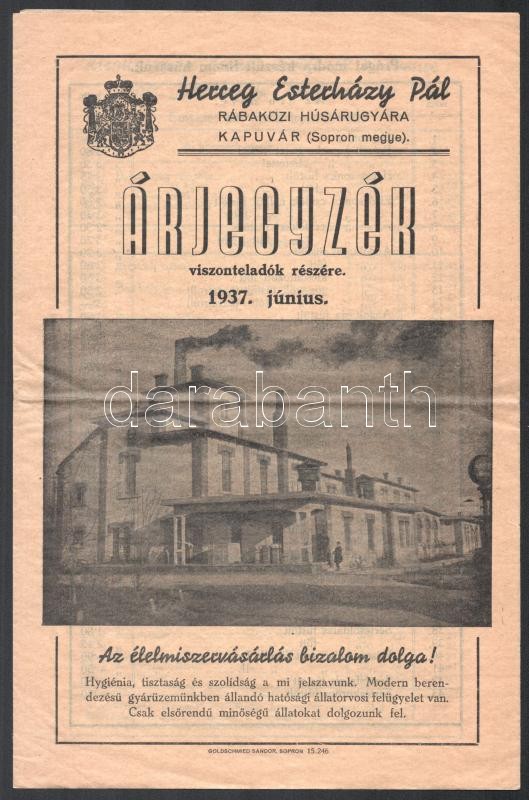 Herceg Esterházy Pál
RÁBAKÖZI HÚSÁRUGYÁRA
KAPUVÁR (Sopron megye).
ÁRJEGYZÉK
viszonteladók részére.
1937. június.
darabanth
Az élelmiszervásárlás bizalom dolga!
Hygiénia, tisztaság és szolidság a mi jelszavunk. Modern beren-
dezésű gyárüzemünkben állandó hatósági állatorvosi felügyelet van.
Csak elsőrendű minőségű állatokat dolgozunk fel.
GOLDSCHMIED SÁNDOR, SOPRON 15.246